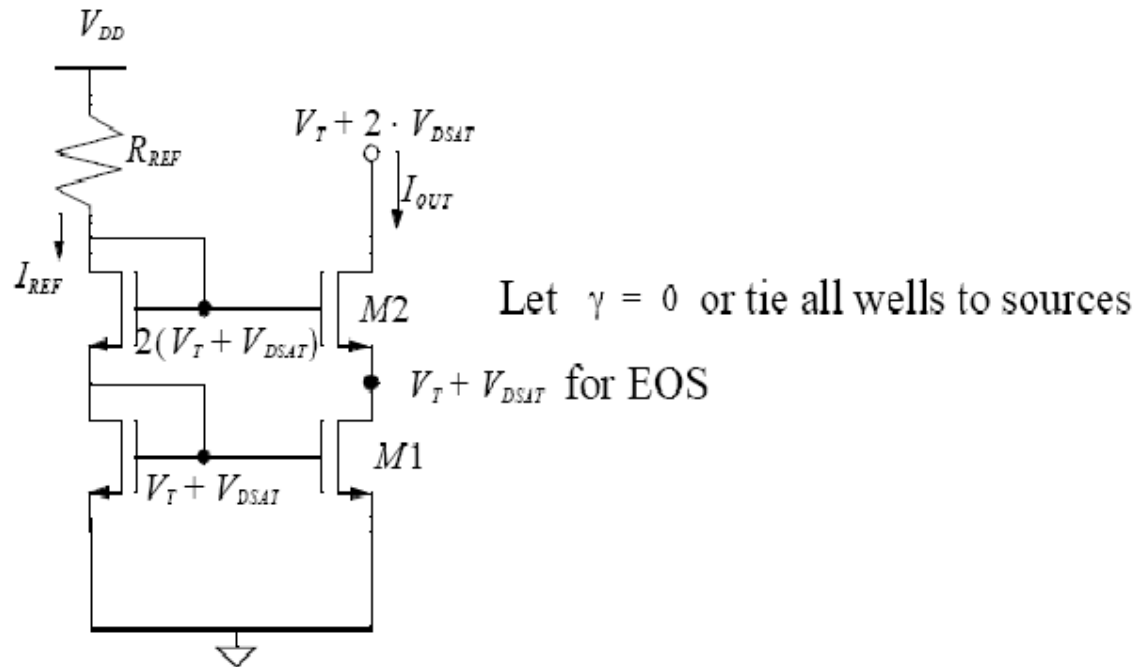 V_DD
V_T + 2 · V_DSAT
R_REF
I_OUT
I_REF
M2
Let γ = 0 or tie all wells to sources
2(V_T + V_DSAT)
V_T + V_DSAT for EOS
M1
V_T + V_DSAT